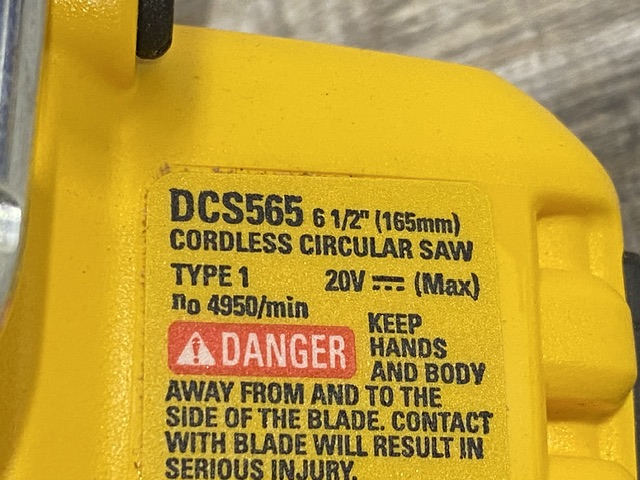 DCS565 6 1/2" (165mm)
CORDLESS CIRCULAR SAW
TYPE 1 20V ⎓ (Max)
no 4950/min
⚠ DANGER KEEP
HANDS
AND BODY
AWAY FROM AND TO THE
SIDE OF THE BLADE. CONTACT
WITH BLADE WILL RESULT IN
SERIOUS INJURY.